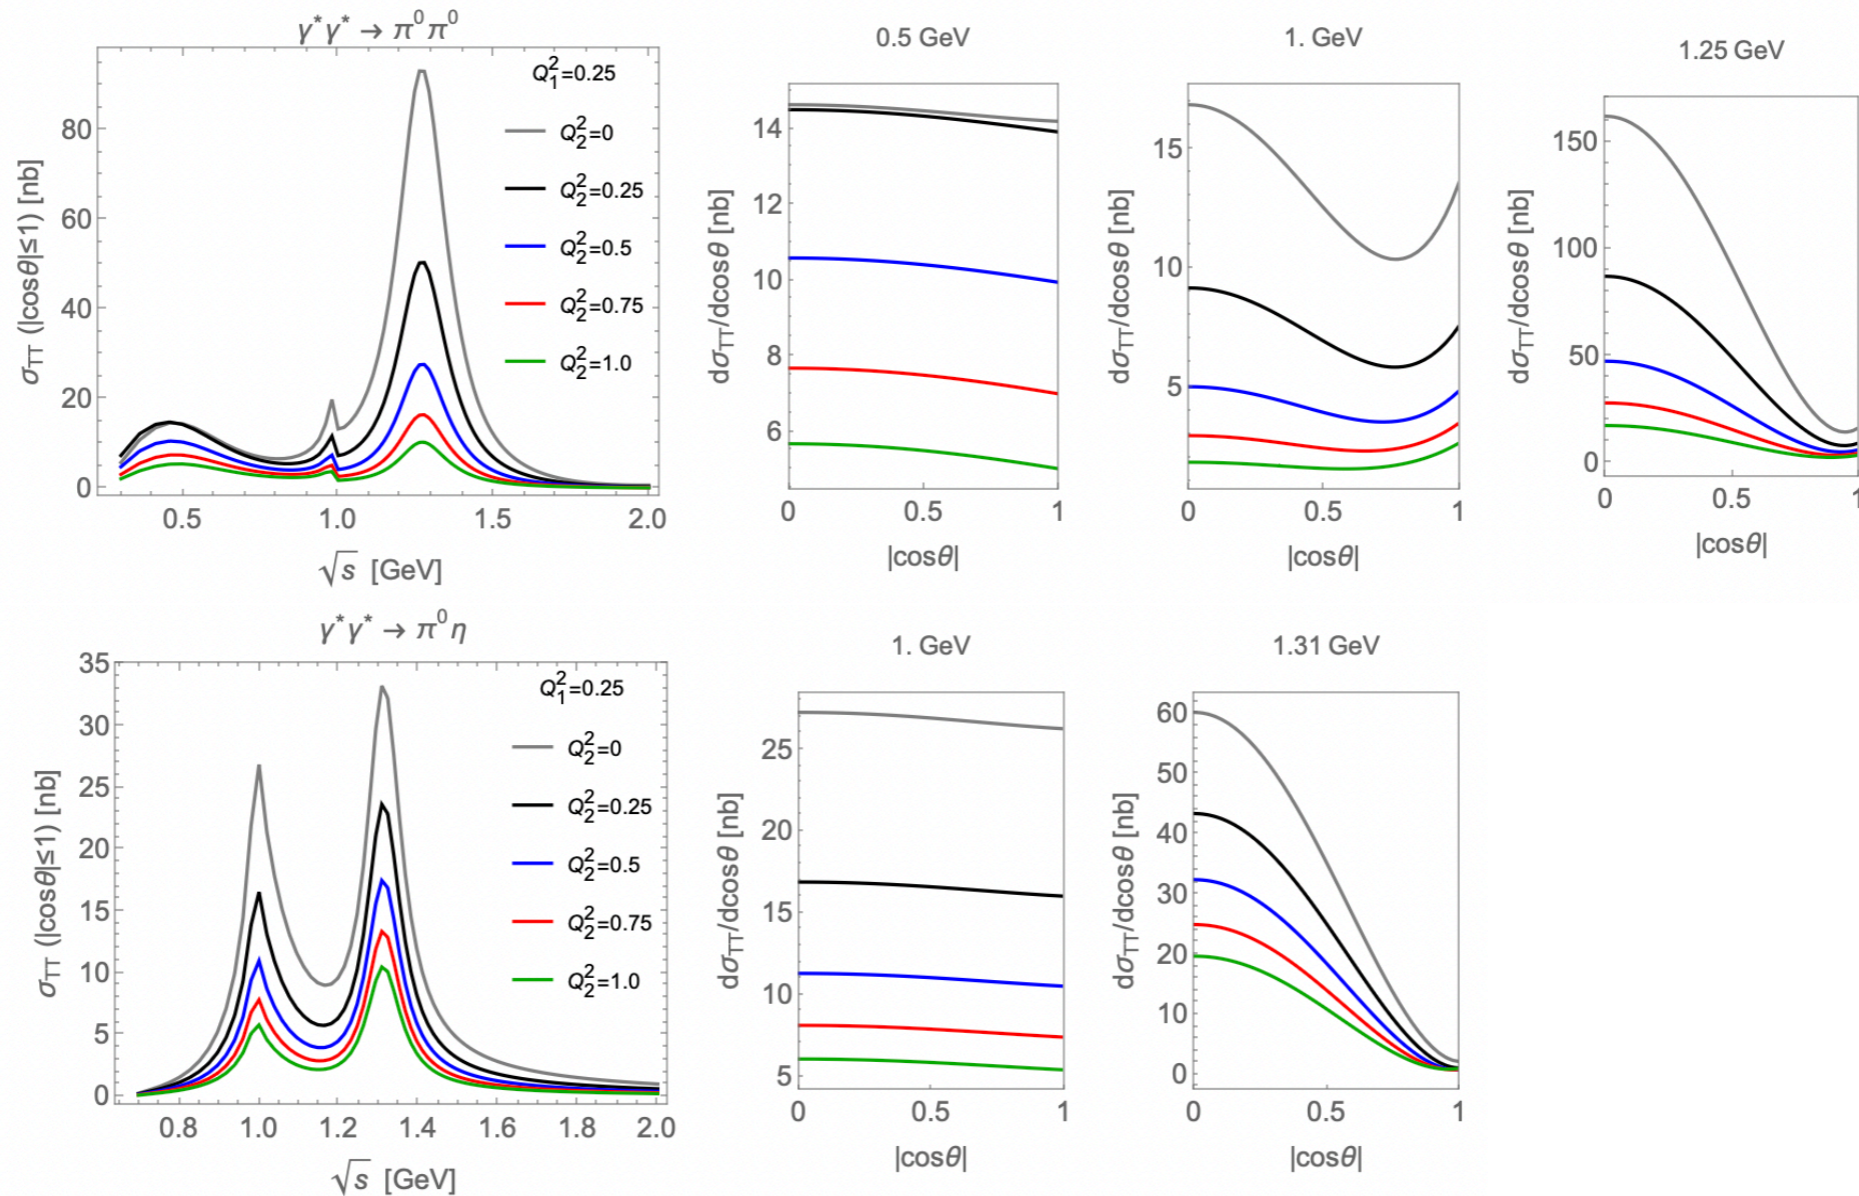 γ*γ* → π⁰π⁰
σ_TT (|cosθ|≤1) [nb]
80
60
40
20
0
Q₁²=0.25
Q₂²=0
Q₂²=0.25
Q₂²=0.5
Q₂²=0.75
Q₂²=1.0
0.5 1.0 1.5 2.0
√s [GeV]
0.5 GeV
dσ_TT/dcosθ [nb]
14
12
10
8
6
0 0.5 1
|cosθ|
1. GeV
dσ_TT/dcosθ [nb]
15
10
5
0 0.5 1
|cosθ|
1.25 GeV
dσ_TT/dcosθ [nb]
150
100
50
0
0 0.5 1
|cosθ|
γ*γ* → π⁰η
σ_TT (|cosθ|≤1) [nb]
35
30
25
20
15
10
5
0
Q₁²=0.25
Q₂²=0
Q₂²=0.25
Q₂²=0.5
Q₂²=0.75
Q₂²=1.0
0.8 1.0 1.2 1.4 1.6 1.8 2.0
√s [GeV]
1. GeV
dσ_TT/dcosθ [nb]
25
20
15
10
5
0 0.5 1
|cosθ|
1.31 GeV
dσ_TT/dcosθ [nb]
60
50
40
30
20
10
0
0 0.5 1
|cosθ|